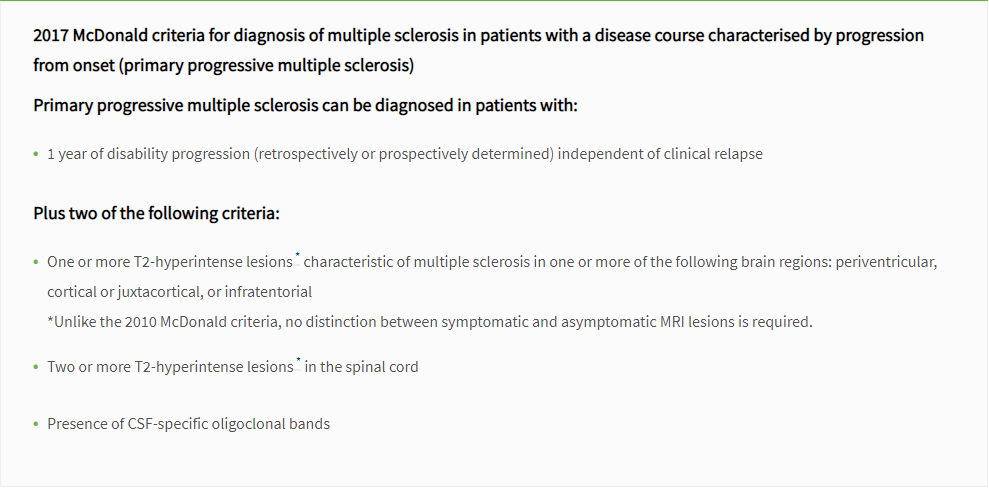 2017 McDonald criteria for diagnosis of multiple sclerosis in patients with a disease course characterised by progression
from onset (primary progressive multiple sclerosis)
Primary progressive multiple sclerosis can be diagnosed in patients with:
• 1 year of disability progression (retrospectively or prospectively determined) independent of clinical relapse
Plus two of the following criteria:
• One or more T2-hyperintense lesions* characteristic of multiple sclerosis in one or more of the following brain regions: periventricular,
cortical or juxtacortical, or infratentorial
*Unlike the 2010 McDonald criteria, no distinction between symptomatic and asymptomatic MRI lesions is required.
• Two or more T2-hyperintense lesions* in the spinal cord
• Presence of CSF-specific oligoclonal bands